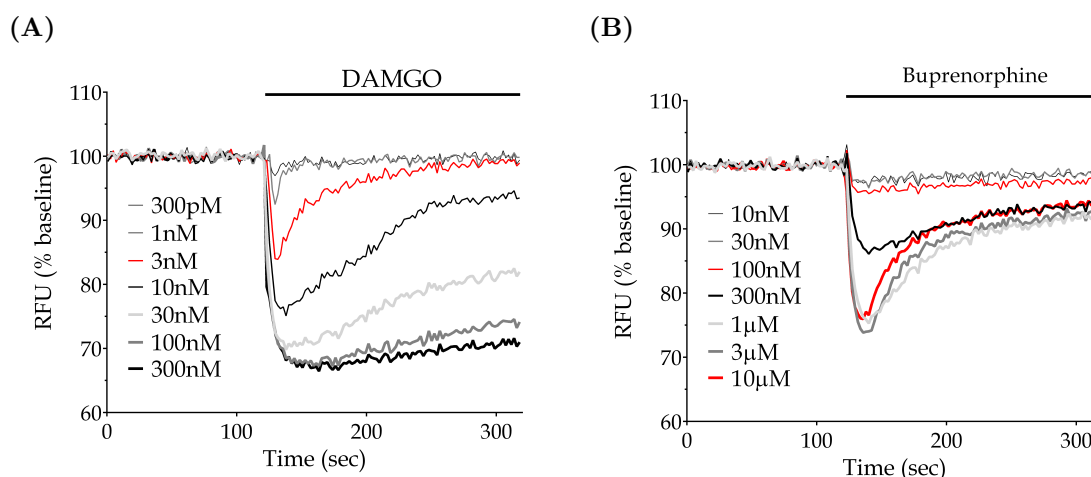 (A)
DAMGO
110
100
90
80
70
60
RFU (% baseline)
300pM
1nM
3nM
10nM
30nM
100nM
300nM
0
100
200
300
Time (sec)
(B)
Buprenorphine
110
100
90
80
70
60
RFU (% baseline)
10nM
30nM
100nM
300nM
1µM
3µM
10µM
0
100
200
300
Time (sec)